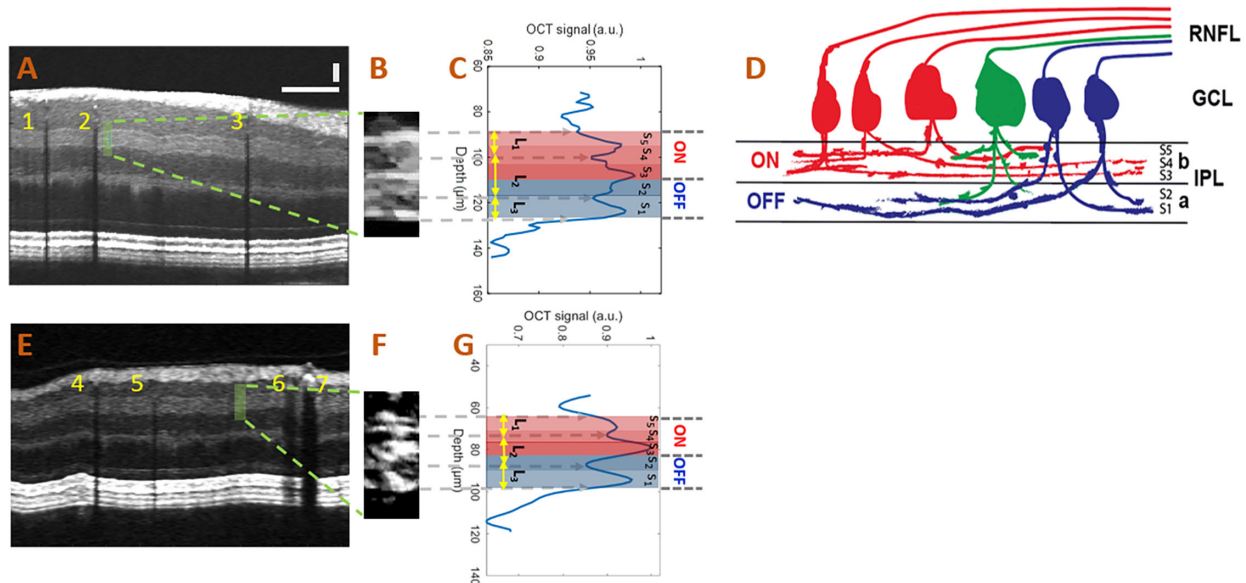 A
1
2
3
B
C
OCT signal (a.u.)
0.85
0.9
0.95
1
60
80
100
120
140
160
Depth (µm)
L1
L2
L3
S5
S4
S3
S2
S1
ON
OFF
D
RNFL
GCL
IPL
ON
OFF
S5
S4
S3
S2
S1
b
a
E
4
5
6
7
F
G
OCT signal (a.u.)
0.7
0.8
0.9
1
40
60
80
100
120
140
Depth (µm)
L1
L2
L3
S5
S4
S3
S2
S1
ON
OFF